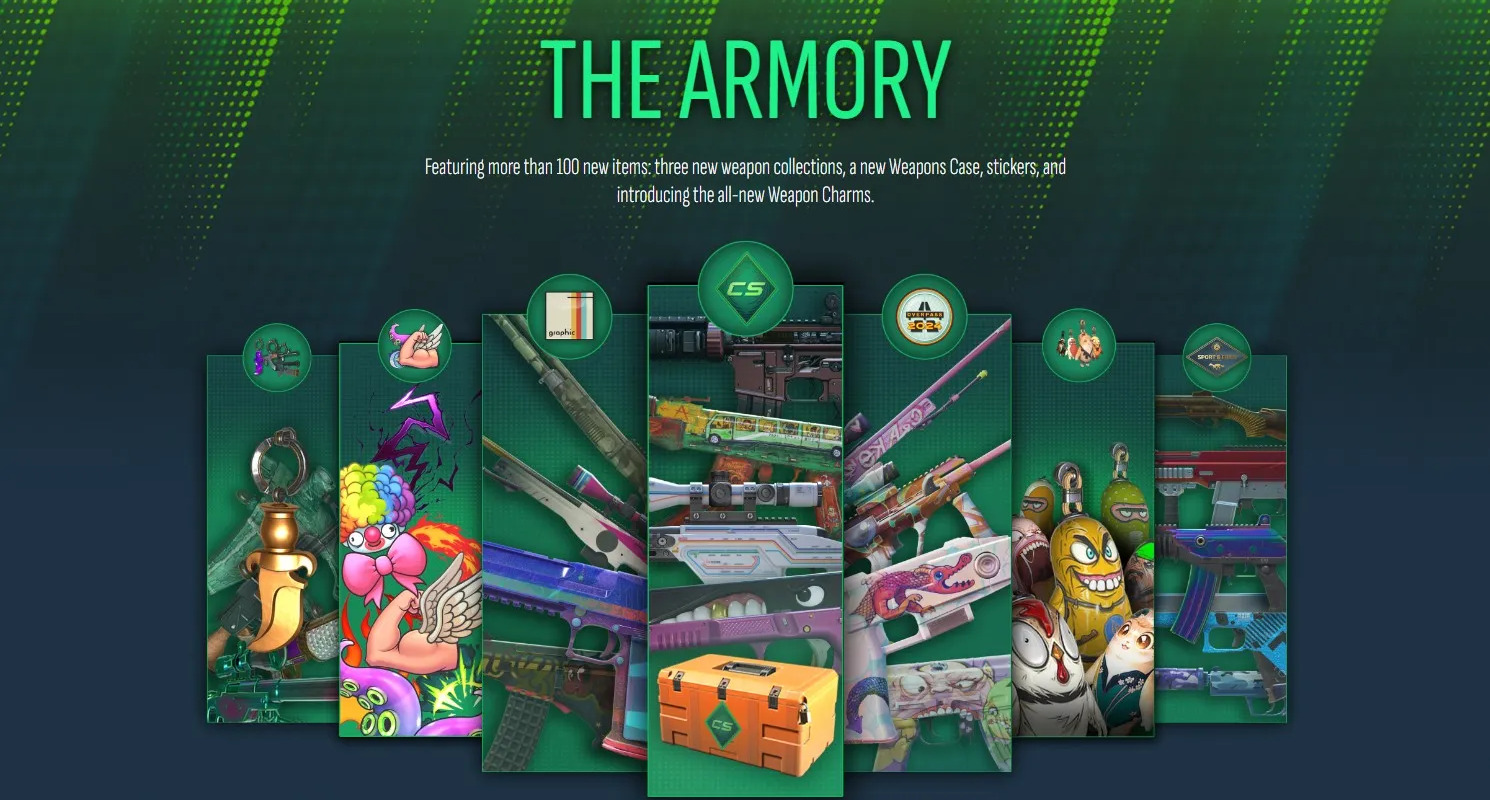 THE ARMORY
Featuring more than 100 new items: three new weapon collections, a new Weapons Case, stickers, and
introducing the all-new Weapon Charms.
CS
graphic
OVERPASS
2024
SPORT &
CS